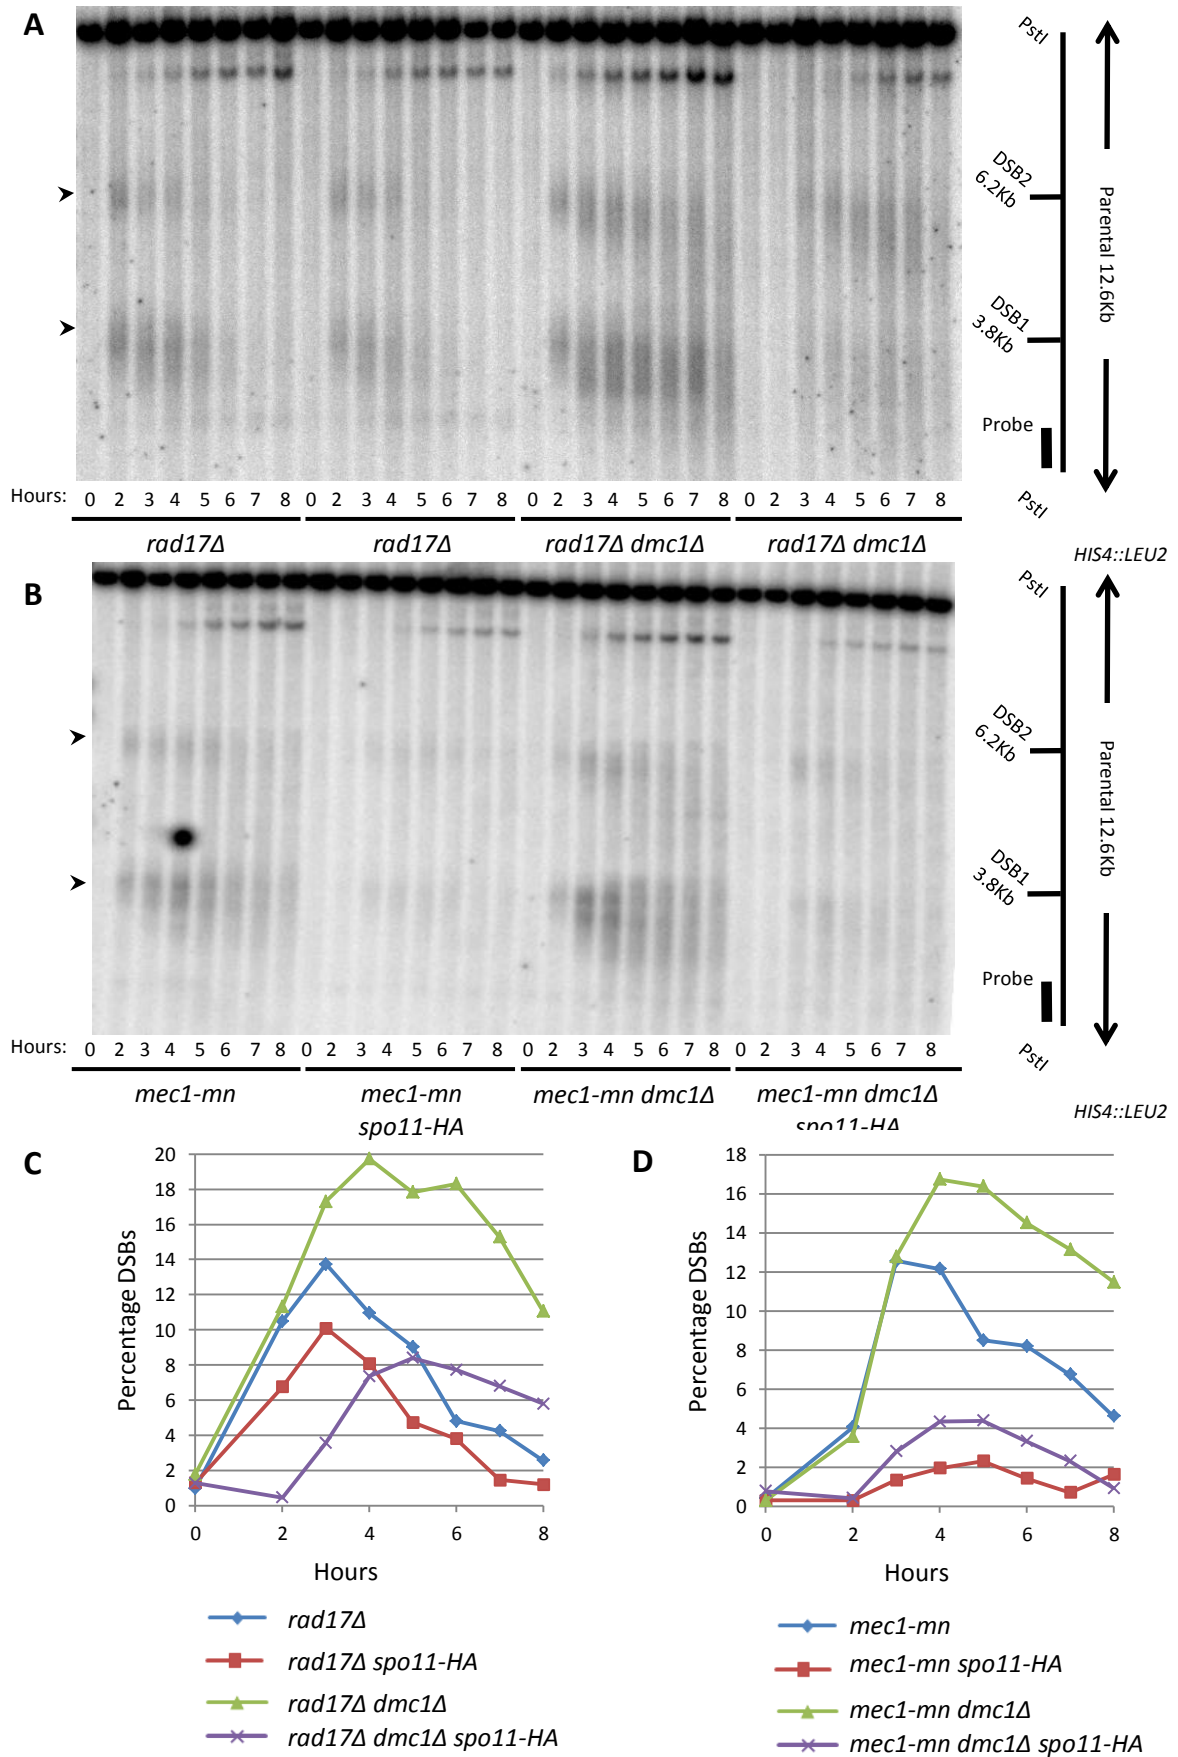 A
PstI
DSB2
6.2Kb
Parental 12.6Kb
DSB1
3.8Kb
Probe
PstI
Hours: 0 2 3 4 5 6 7 8 0 2 3 4 5 6 7 8 0 2 3 4 5 6 7 8 0 2 3 4 5 6 7 8
rad17Δ rad17Δ rad17Δ dmc1Δ rad17Δ dmc1Δ
HIS4::LEU2
B
PstI
DSB2
6.2Kb
Parental 12.6Kb
DSB1
3.8Kb
Probe
PstI
Hours: 0 2 3 4 5 6 7 8 0 2 3 4 5 6 7 8 0 2 3 4 5 6 7 8 0 2 3 4 5 6 7 8
mec1-mn mec1-mn mec1-mn dmc1Δ mec1-mn dmc1Δ
spo11-HA spo11-HA
HIS4::LEU2
C
Percentage DSBs
20
18
16
14
12
10
8
6
4
2
0
0 2 4 6 8
Hours
rad17Δ
rad17Δ spo11-HA
rad17Δ dmc1Δ
rad17Δ dmc1Δ spo11-HA
D
Percentage DSBs
18
16
14
12
10
8
6
4
2
0
0 2 4 6 8
Hours
mec1-mn
mec1-mn spo11-HA
mec1-mn dmc1Δ
mec1-mn dmc1Δ spo11-HA